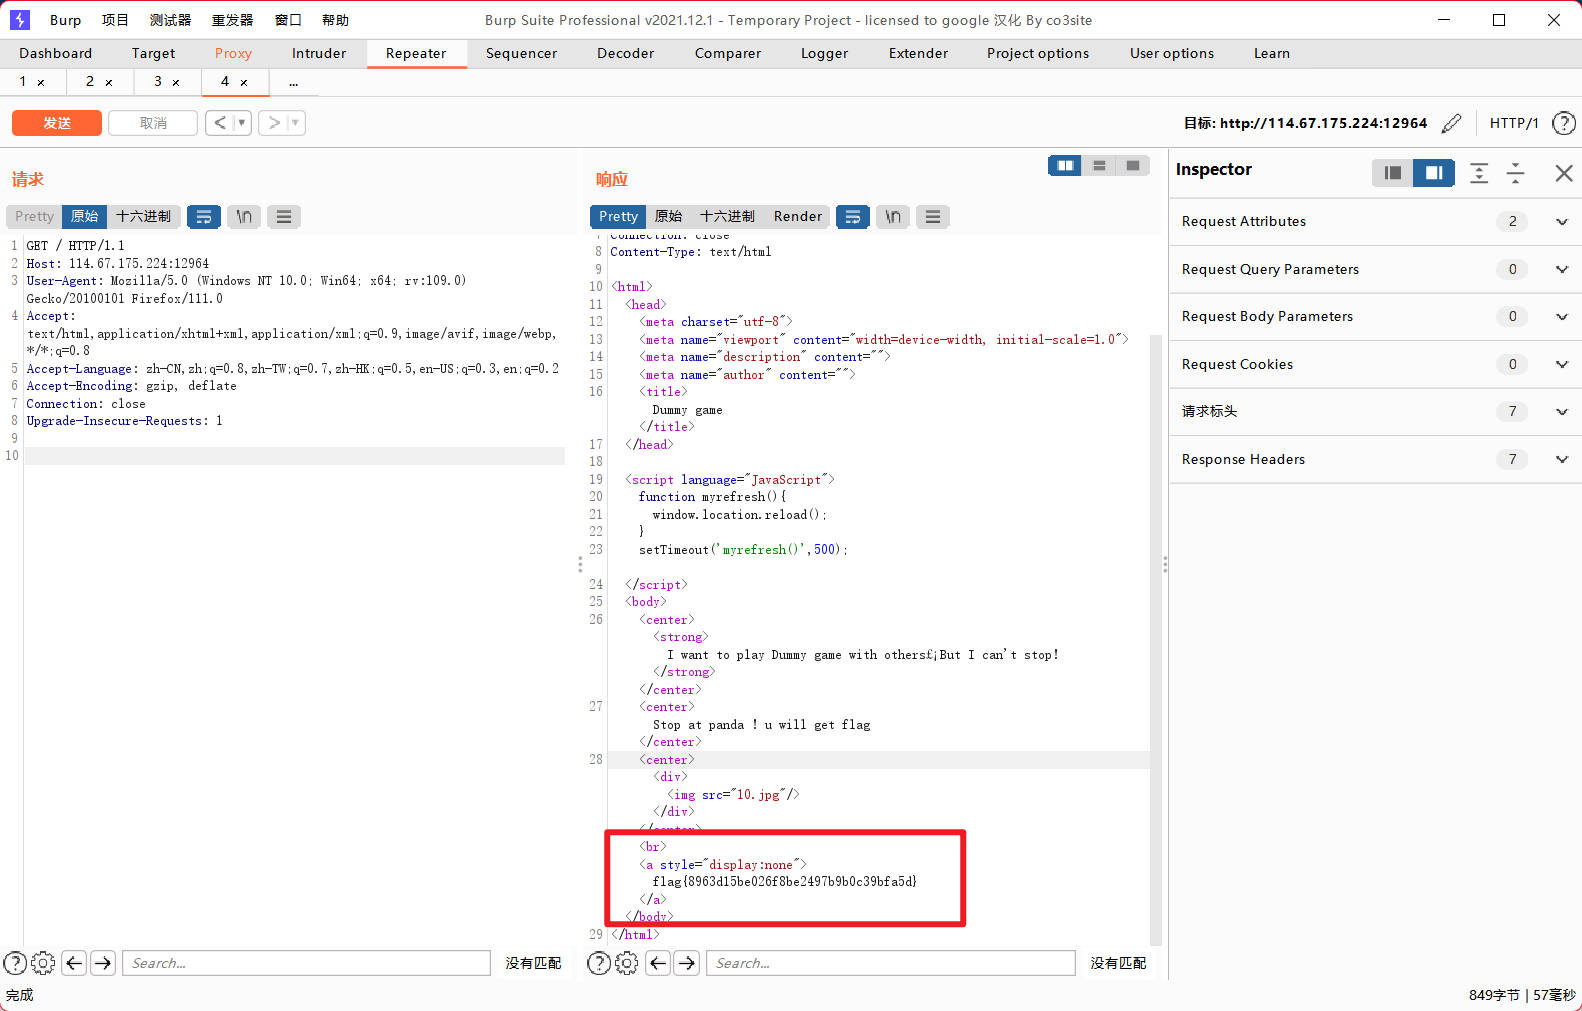 Burp 项目 测试器 重发器 窗口 帮助 Burp Suite Professional v2021.12.1 - Temporary Project - licensed to google 汉化 By co3site
Dashboard Target Proxy Intruder Repeater Sequencer Decoder Comparer Logger Extender Project options User options Learn
1 × 2 × 3 × 4 × ...
发送 取消 < > 目标: http://114.67.175.224:12964 HTTP/1 ?
请求
Pretty 原始 十六进制 \n
1 GET / HTTP/1.1
2 Host: 114.67.175.224:12964
3 User-Agent: Mozilla/5.0 (Windows NT 10.0; Win64; x64; rv:109.0)
Gecko/20100101 Firefox/111.0
4 Accept:
text/html,application/xhtml+xml,application/xml;q=0.9,image/avif,image/webp,
*/*;q=0.8
5 Accept-Language: zh-CN,zh;q=0.8,zh-TW;q=0.7,zh-HK;q=0.5,en-US;q=0.3,en;q=0.2
6 Accept-Encoding: gzip, deflate
7 Connection: close
8 Upgrade-Insecure-Requests: 1
9
10
? Search... 没有匹配
响应
Pretty 原始 十六进制 Render \n
7 Connection: close
8 Content-Type: text/html
9
10 <html>
11 <head>
12 <meta charset="utf-8">
13 <meta name="viewport" content="width=device-width, initial-scale=1.0">
14 <meta name="description" content="">
15 <meta name="author" content="">
16 <title>
Dummy game
</title>
17 </head>
18
19 <script language="JavaScript">
20 function myrefresh(){
21 window.location.reload();
22 }
23 setTimeout('myrefresh()',500);
24 </script>
25 <body>
26 <center>
<strong>
I want to play Dummy game with others£¡But I can't stop!
</strong>
</center>
27 <center>
Stop at panda ! u will get flag
</center>
28 <center>
<div>
<img src="10.jpg"/>
</div>
</center>
<br>
<a style="display:none">
flag{8963d15be026f8be2497b9b0c39bfa5d}
</a>
</body>
29 </html>
? Search... 没有匹配
Inspector
Request Attributes 2
Request Query Parameters 0
Request Body Parameters 0
Request Cookies 0
请求标头 7
Response Headers 7
完成 849字节 | 57毫秒